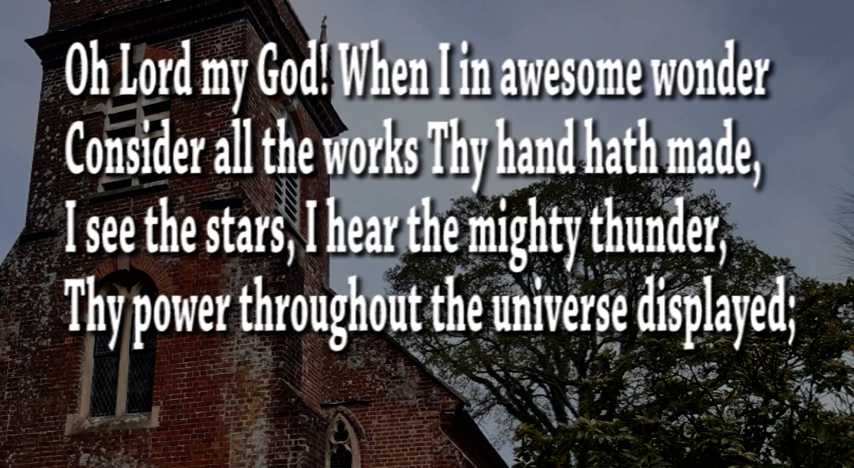 Oh Lord my God! When I in awesome wonder
Consider all the works Thy hand hath made,
I see the stars, I hear the mighty thunder,
Thy power throughout the universe displayed;